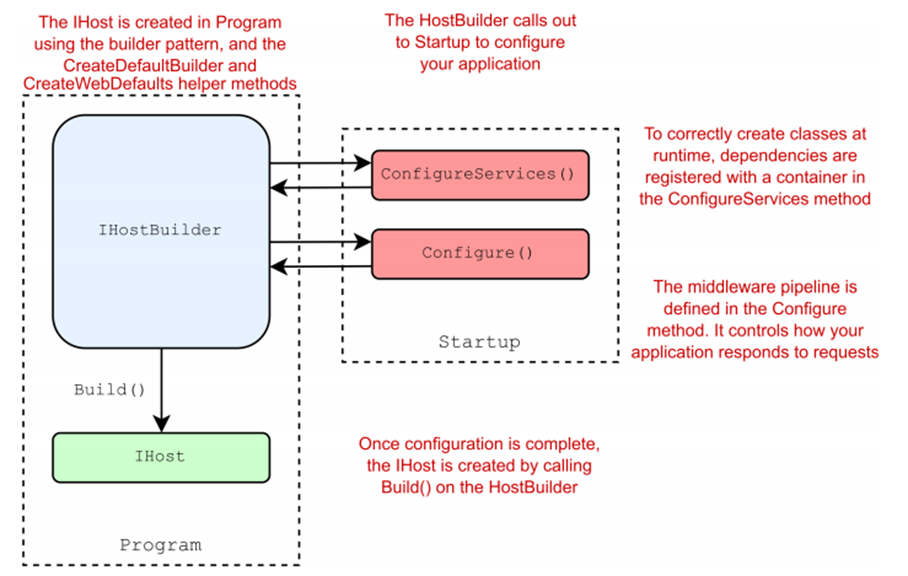 The IHost is created in Program
using the builder pattern, and the
CreateDefaultBuilder and
CreateWebDefaults helper methods
The HostBuilder calls out
to Startup to configure
your application
To correctly create classes at
runtime, dependencies are
registered with a container in
the ConfigureServices method
ConfigureServices()
IHostBuilder
Configure()
The middleware pipeline is
defined in the Configure
method. It controls how your
application responds to requests
Startup
Build()
IHost
Once configuration is complete,
the IHost is created by calling
Build() on the HostBuilder
Program